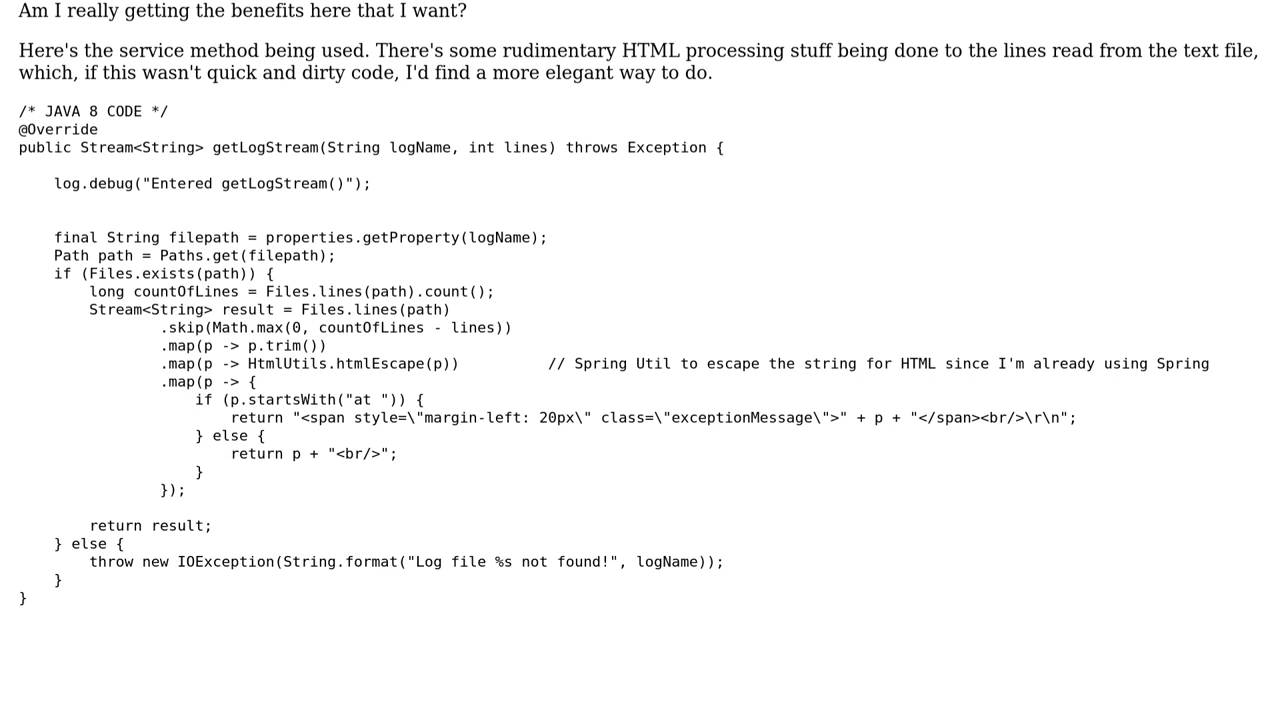 Am I really getting the benefits here that I want?
Here's the service method being used. There's some rudimentary HTML processing stuff being done to the lines read from the text file,
which, if this wasn't quick and dirty code, I'd find a more elegant way to do.
/* JAVA 8 CODE */
@Override
public Stream<String> getLogStream(String logName, int lines) throws Exception {
    log.debug("Entered getLogStream()");
    final String filepath = properties.getProperty(logName);
    Path path = Paths.get(filepath);
    if (Files.exists(path)) {
        long countOfLines = Files.lines(path).count();
        Stream<String> result = Files.lines(path)
                .skip(Math.max(0, countOfLines - lines))
                .map(p -> p.trim())
                .map(p -> HtmlUtils.htmlEscape(p))          // Spring Util to escape the string for HTML since I'm already using Spring
                .map(p -> {
                    if (p.startsWith("at ")) {
                        return "<span style=\"margin-left: 20px\" class=\"exceptionMessage\">" + p + "</span><br/>\r\n";
                    } else {
                        return p + "<br/>";
                    }
                });
        return result;
    } else {
        throw new IOException(String.format("Log file %s not found!", logName));
    }
}